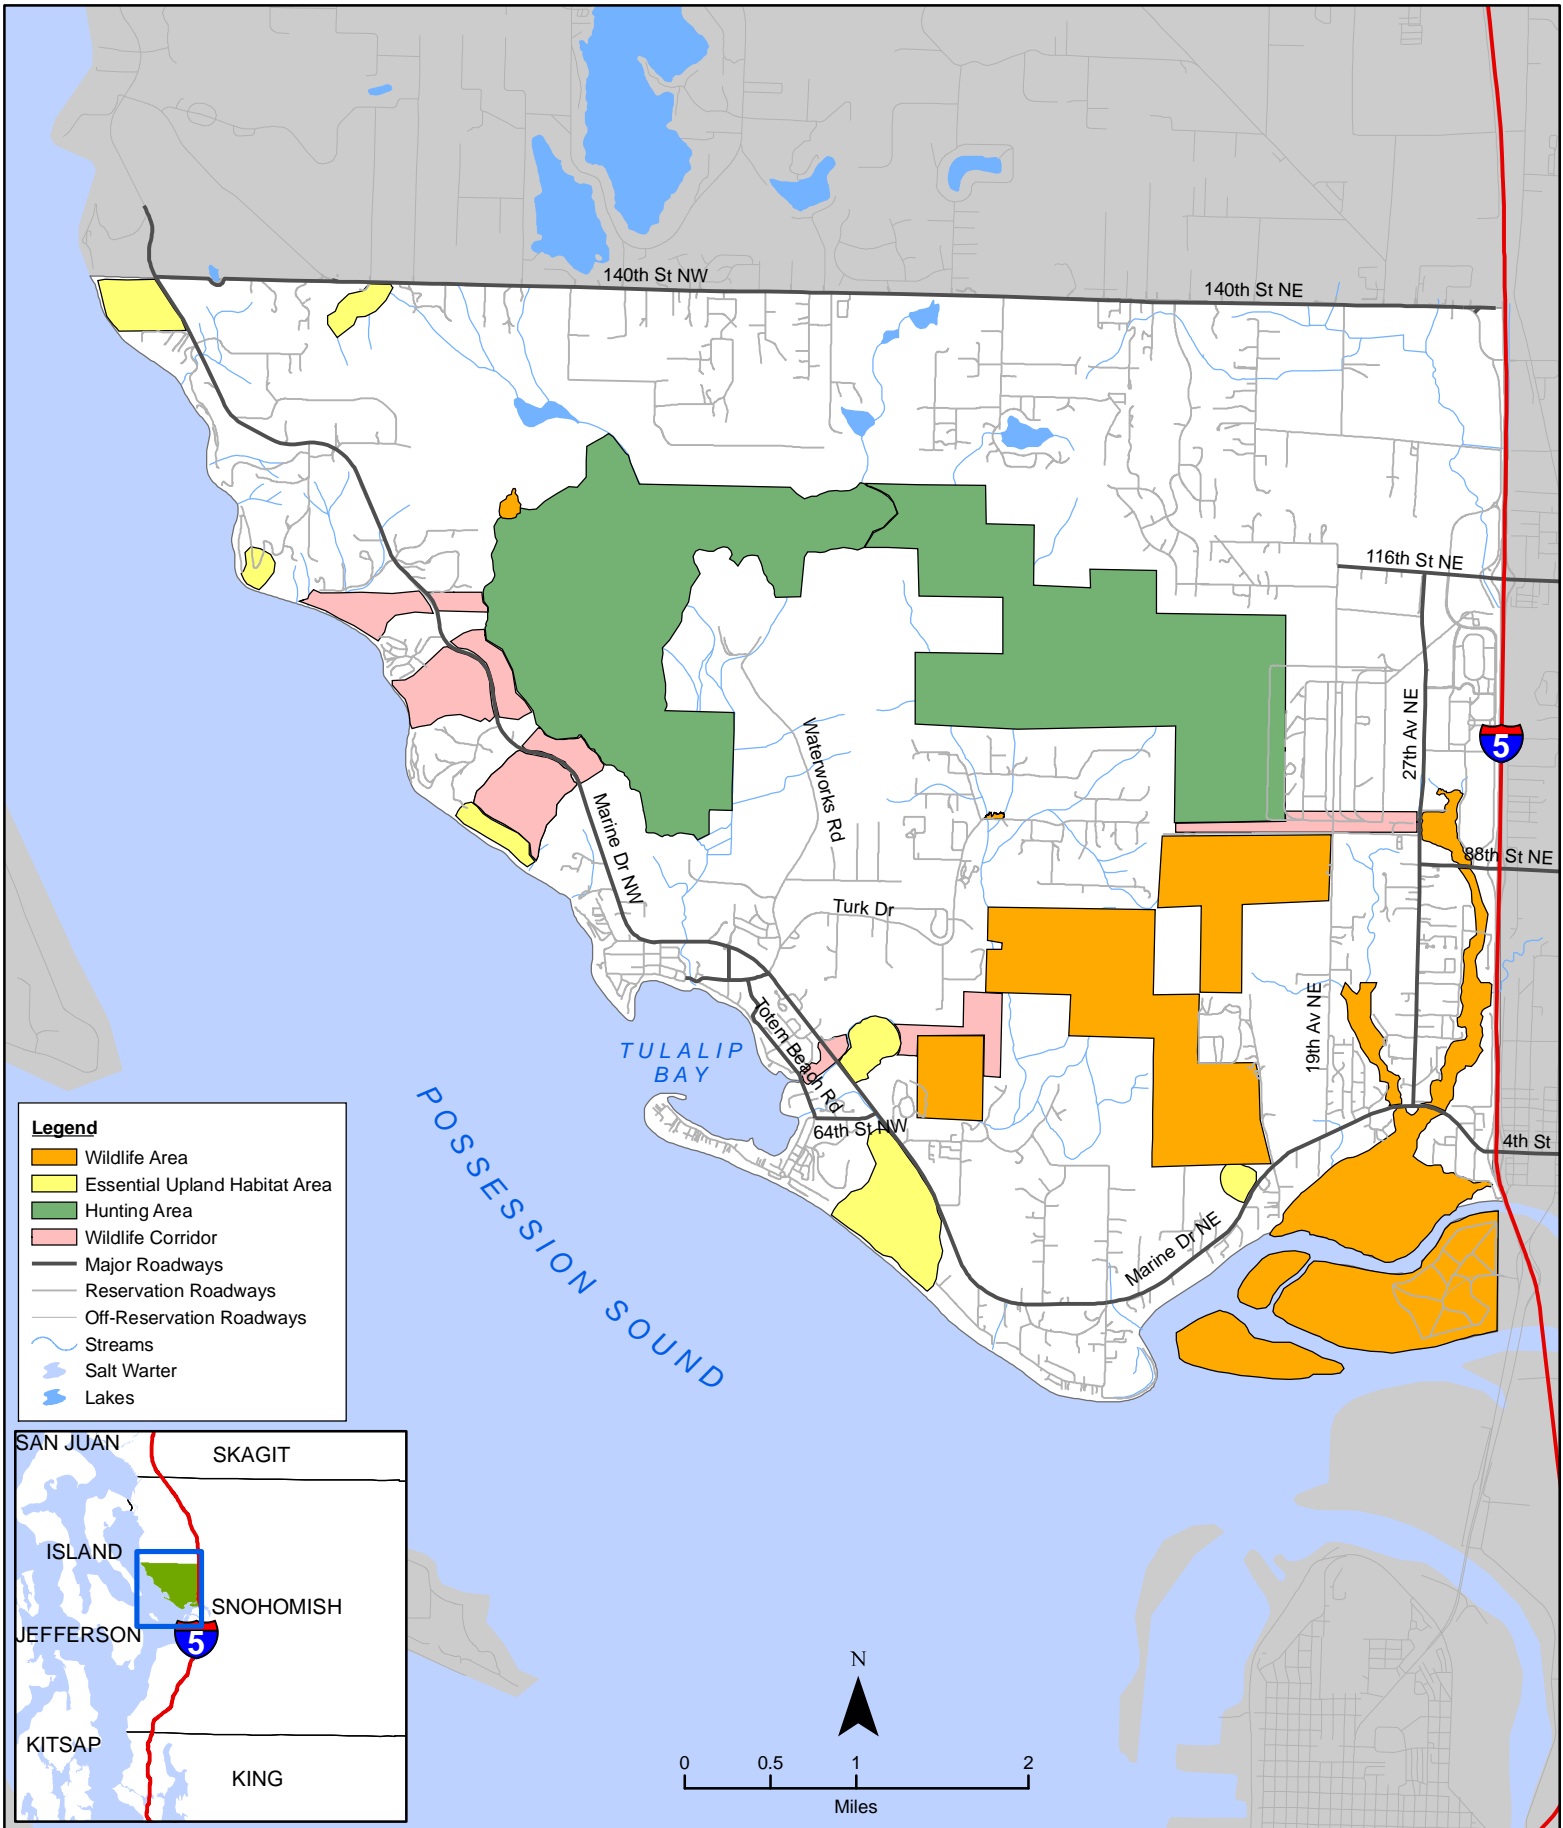 140th St NW
140th St NE
116th St NE
27th Av NE
5
Waterworks Rd
Marine Dr NW
88th St NE
Turk Dr
19th Av NE
Totem Beach Rd
TULALIP
BAY
64th St NW
4th St
POSSESSION SOUND
Marine Dr NE
Legend
Wildlife Area
Essential Upland Habitat Area
Hunting Area
Wildlife Corridor
Major Roadways
Reservation Roadways
Off-Reservation Roadways
Streams
Salt Warter
Lakes
SAN JUAN
SKAGIT
ISLAND
SNOHOMISH
JEFFERSON
5
KITSAP
KING
N
0 0.5 1 2
Miles